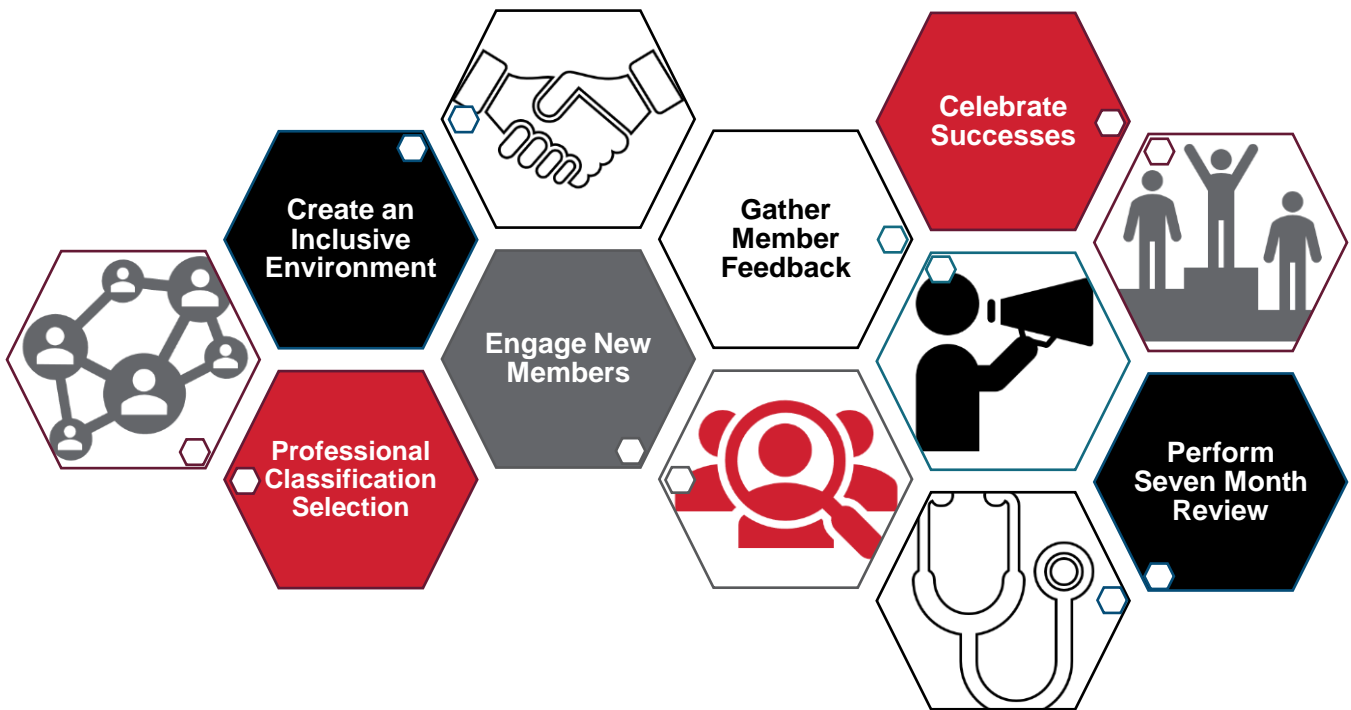 Create an
Inclusive
Environment
Professional
Classification
Selection
Engage New
Members
Gather
Member
Feedback
Celebrate
Successes
Perform
Seven Month
Review